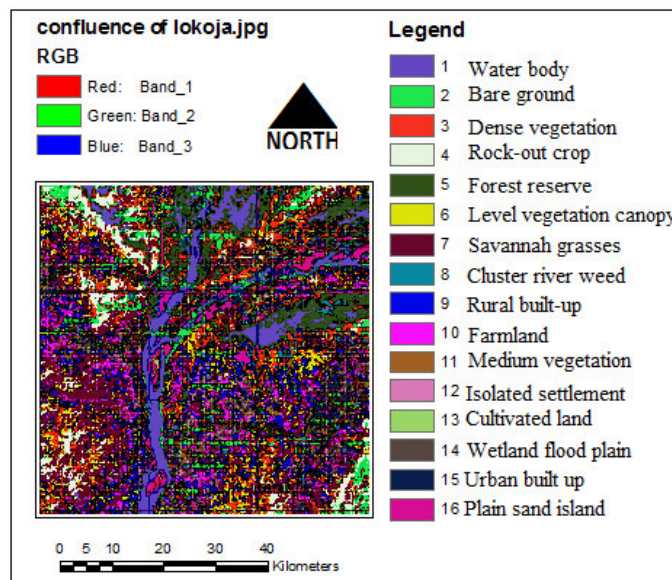 confluence of lokoja.jpg
RGB
Red: Band_1
Green: Band_2
Blue: Band_3
NORTH
0 5 10 20 30 40
Kilometers
Legend
1 Water body
2 Bare ground
3 Dense vegetation
4 Rock-out crop
5 Forest reserve
6 Level vegetation canopy
7 Savannah grasses
8 Cluster river weed
9 Rural built-up
10 Farmland
11 Medium vegetation
12 Isolated settlement
13 Cultivated land
14 Wetland flood plain
15 Urban built up
16 Plain sand island